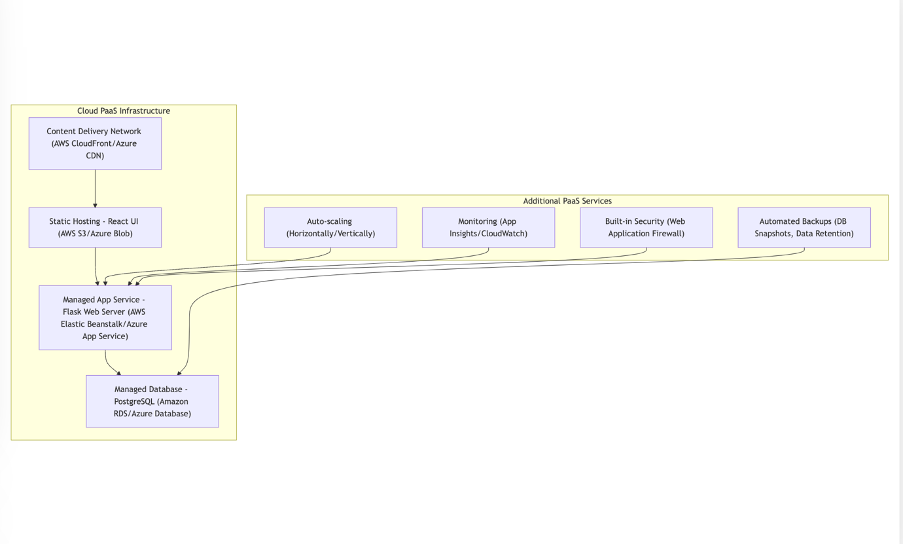 Cloud PaaS Infrastructure
Content Delivery Network
(AWS CloudFront/Azure
CDN)
Static Hosting - React UI
(AWS S3/Azure Blob)
Managed App Service -
Flask Web Server (AWS
Elastic Beanstalk/Azure
App Service)
Managed Database -
PostgreSQL (Amazon
RDS/Azure Database)
Additional PaaS Services
Auto-scaling
(Horizontally/Vertically)
Monitoring (App
Insights/CloudWatch)
Built-in Security (Web
Application Firewall)
Automated Backups (DB
Snapshots, Data Retention)